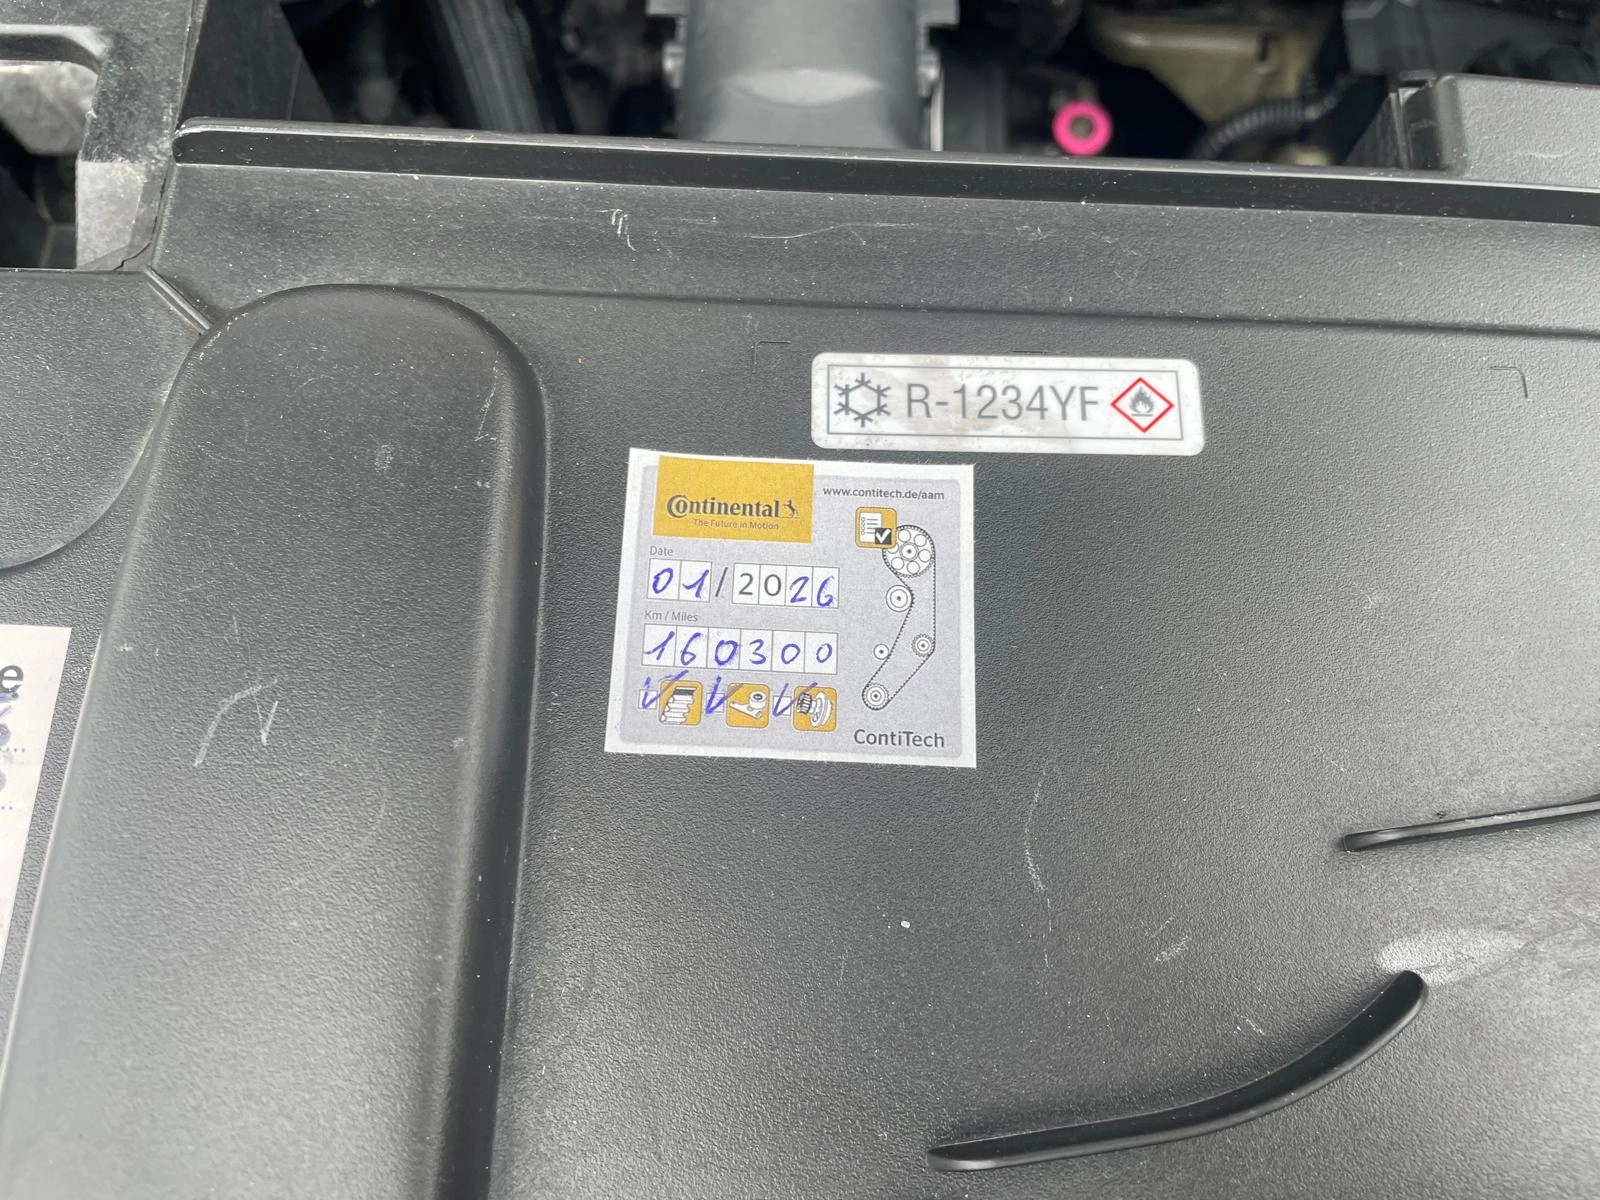 R-1234YF
Continental
The Future in Motion
www.contitech.de/aam
Date
01/2026
Km / Miles
160300
ContiTech
e